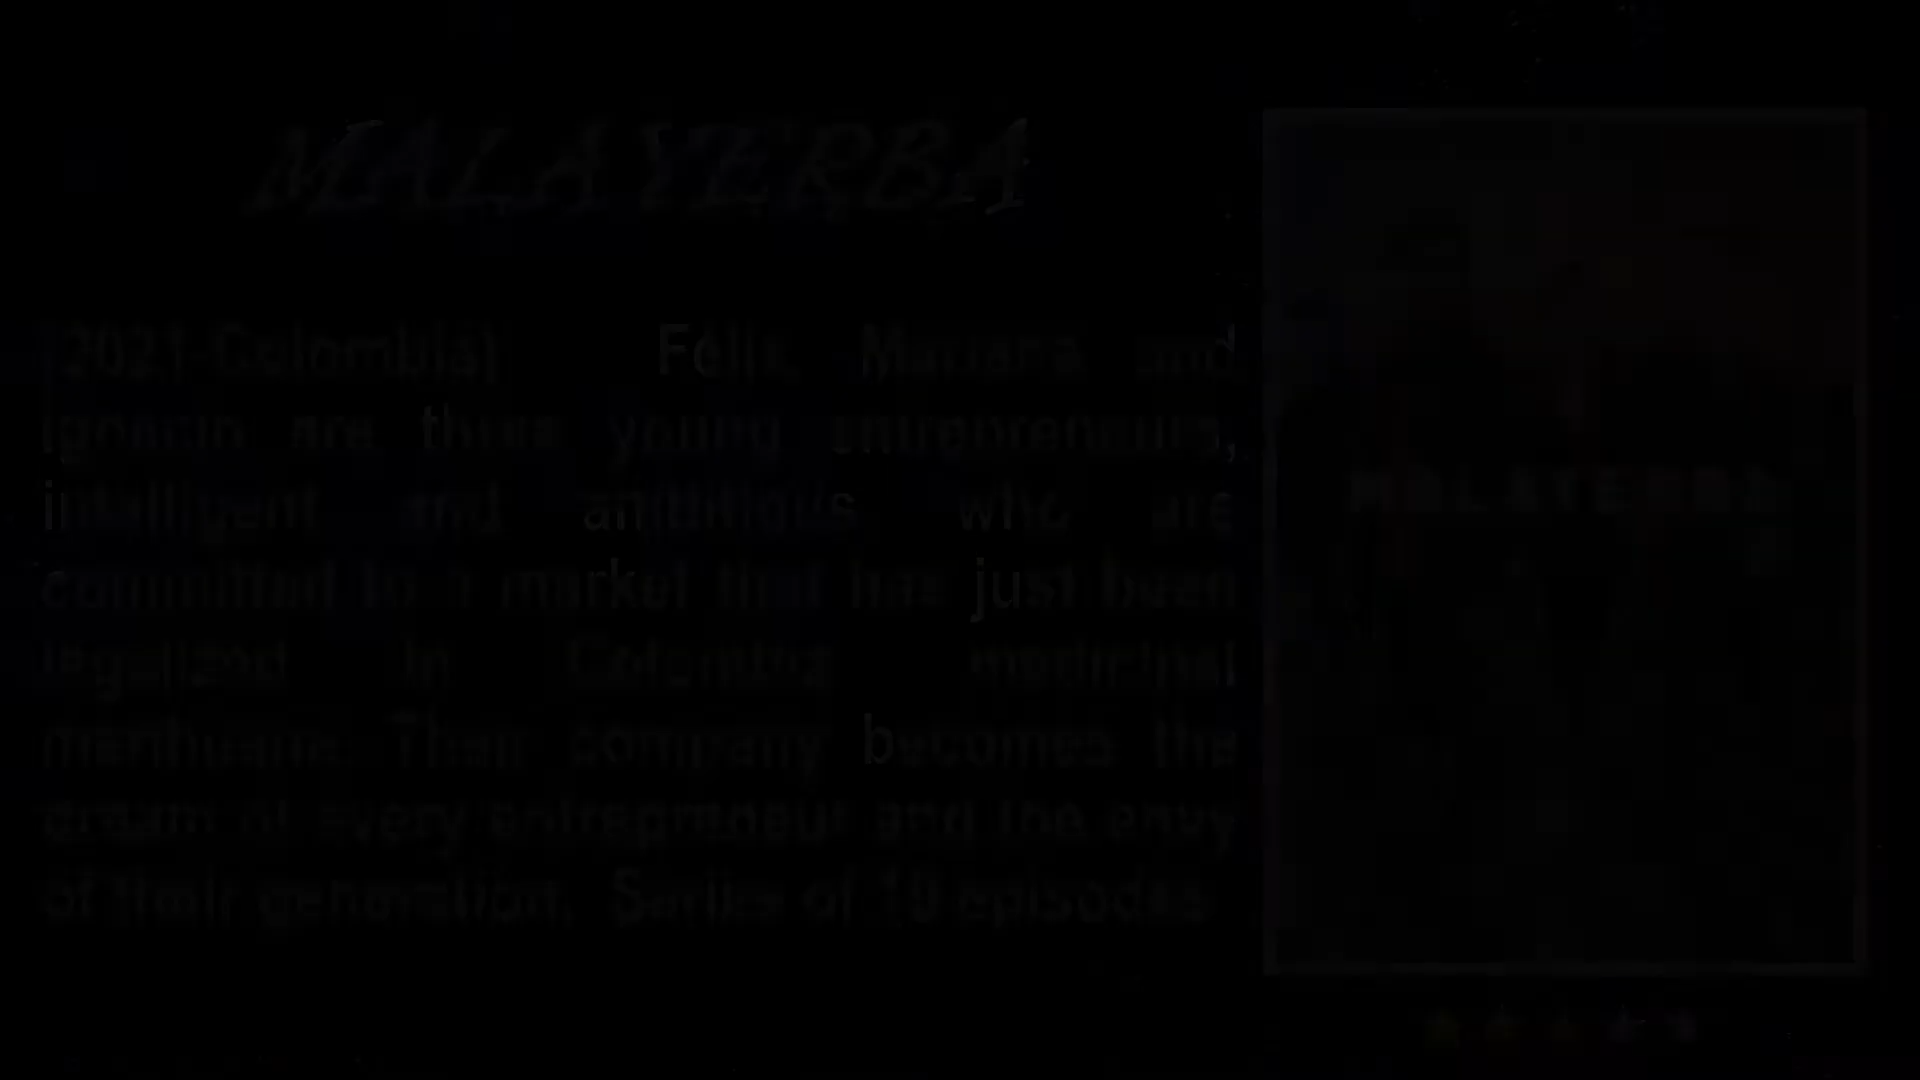 MALAYERBA
(2021-Colombia) Félix, Mariana and
Ignacio are three young entrepreneurs,
intelligent and ambitious who are
committed to a market that has just been
legalized in Colombia medicinal
marihuana. Their company becomes the
dream of every entrepreneur and the envy
of their generation. Series of 19 episodes
MALAYERBA